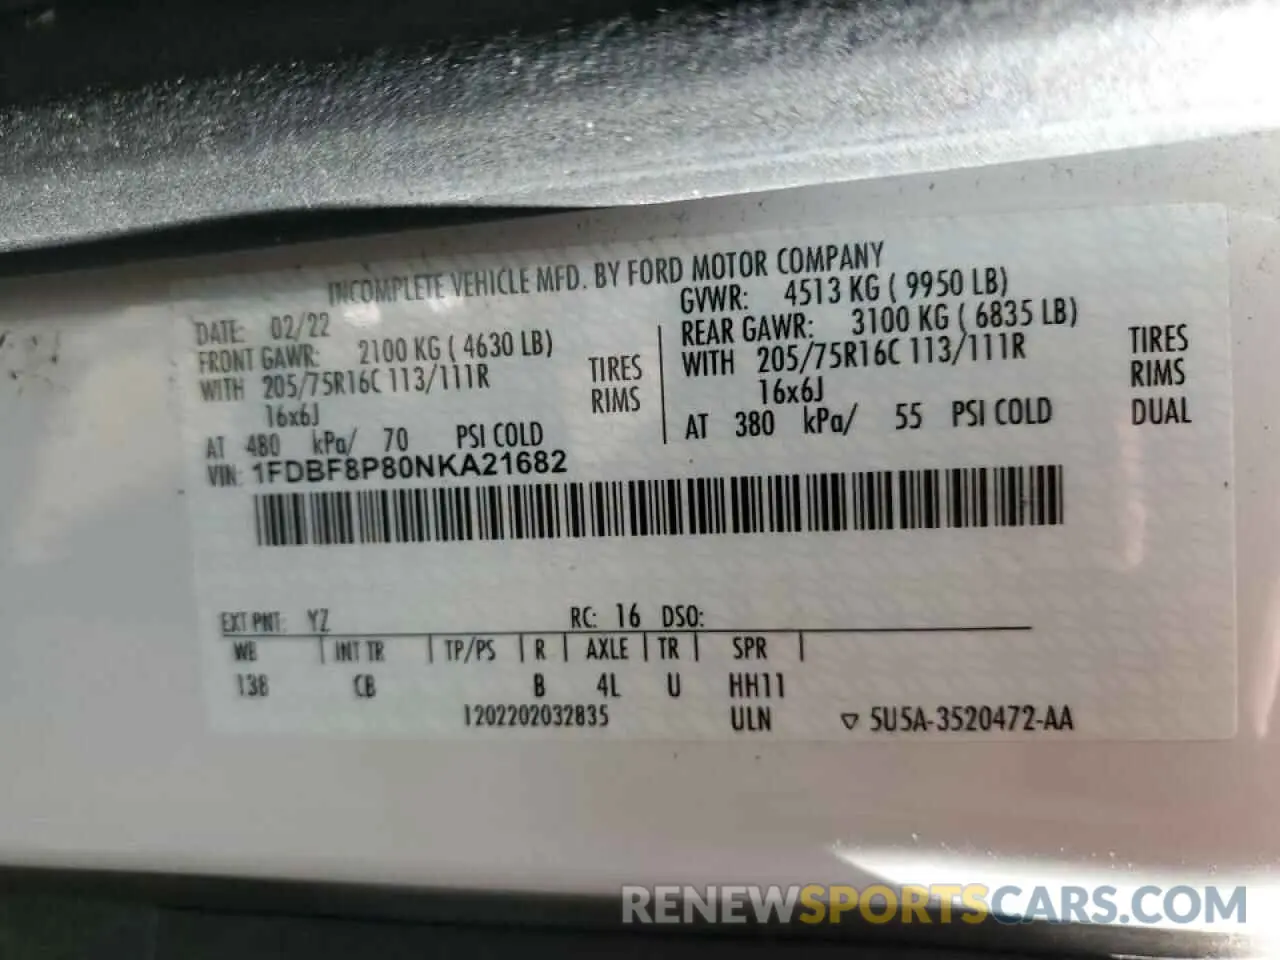 INCOMPLETE VEHICLE MFD. BY FORD MOTOR COMPANY
DATE: 02/22
FRONT GAWR: 2100 KG ( 4630 LB)
WITH 205/75R16C 113/111R TIRES
16x6J RIMS
AT 480 kPa/ 70 PSI COLD
GVWR: 4513 KG ( 9950 LB)
REAR GAWR: 3100 KG ( 6835 LB)
WITH 205/75R16C 113/111R TIRES
16x6J RIMS
AT 380 kPa/ 55 PSI COLD DUAL
VIN: 1FDBF8P80NKA21682
EXT PNT: YZ RC: 16 DSO:
WB INT TR TP/PS R AXLE TR SPR
138 CB B 4L U HH11
1202202032835 ULN ▽ 5U5A-3520472-AA
RENEWSPORTSCARS.COM